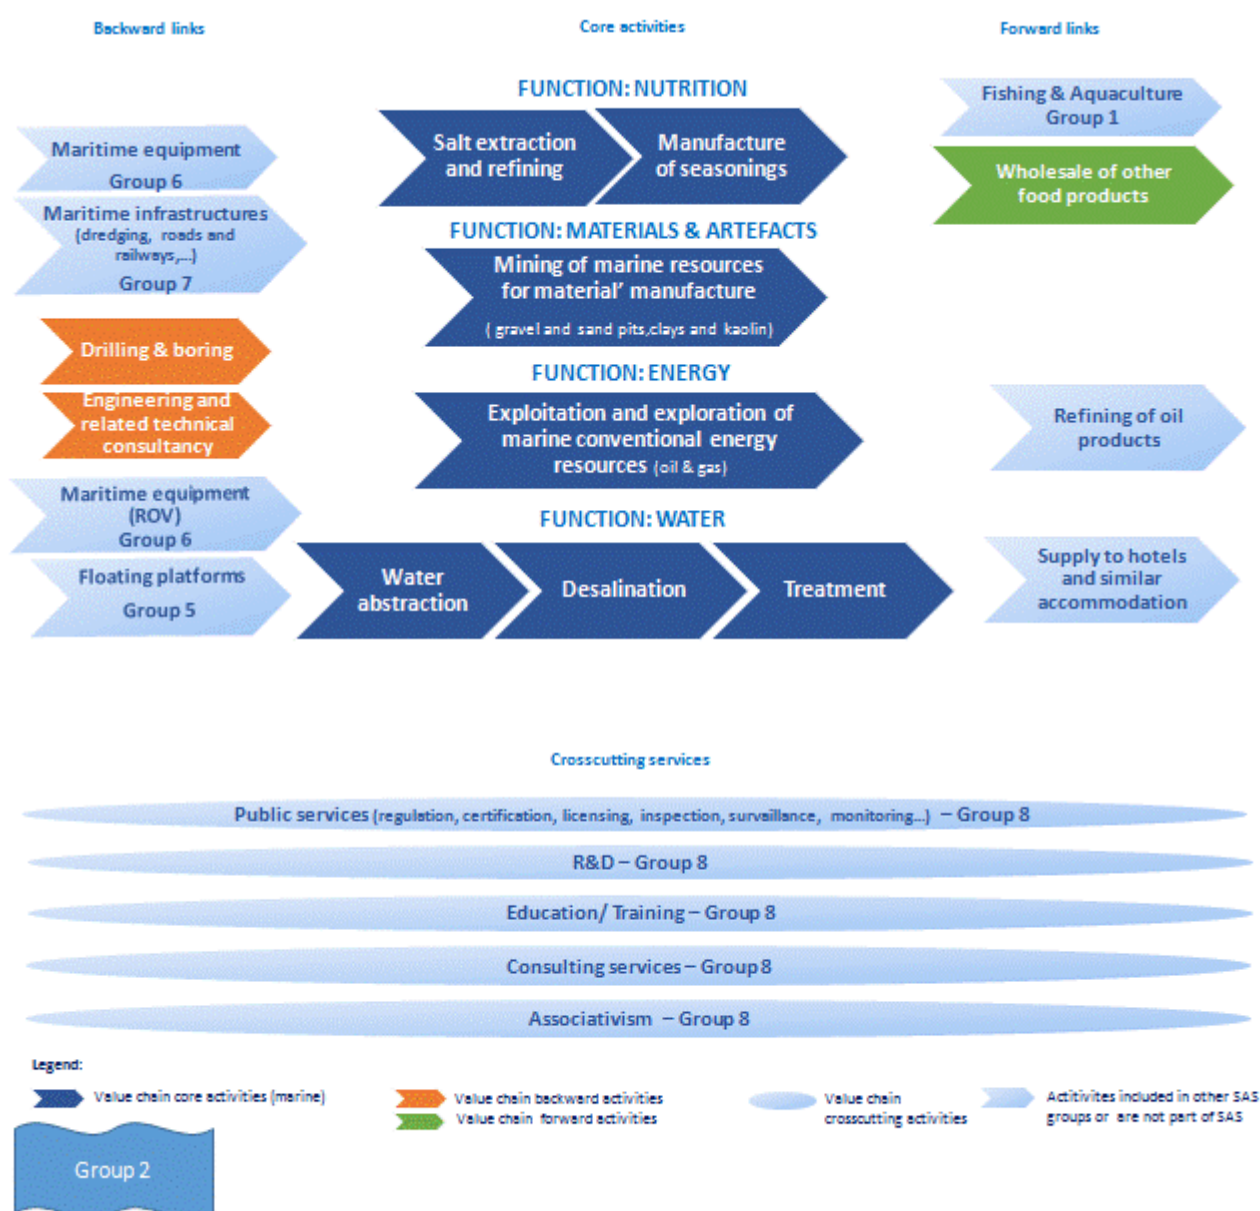 Backward links
Core activities
Forward links
FUNCTION: NUTRITION
Salt extraction
and refining
Manufacture
of seasonings
Fishing & Aquaculture
Group 1
Wholesale of other
food products
Maritime equipment
Group 6
Maritime infrastructures
(dredging, roads and
railways,...)
Group 7
FUNCTION: MATERIALS & ARTEFACTS
Mining of marine resources
for material' manufacture
( gravel and sand pits,clays and kaolin)
Drilling & boring
Engineering and
related technical
consultancy
FUNCTION: ENERGY
Exploitation and exploration of
marine conventional energy
resources (oil & gas)
Refining of oil
products
Maritime equipment
(ROV)
Group 6
Floating platforms
Group 5
FUNCTION: WATER
Water
abstraction
Desalination
Treatment
Supply to hotels
and similar
accommodation
Crosscutting services
Public services (regulation, certification, licensing, inspection, survaillance, monitoring...) – Group 8
R&D – Group 8
Education/ Training – Group 8
Consulting services – Group 8
Associativism – Group 8
Legend:
Value chain core activities (marine)
Value chain backward activities
Value chain forward activities
Value chain
crosscutting activities
Actitivites included in other SAS
groups or are not part of SAS
Group 2